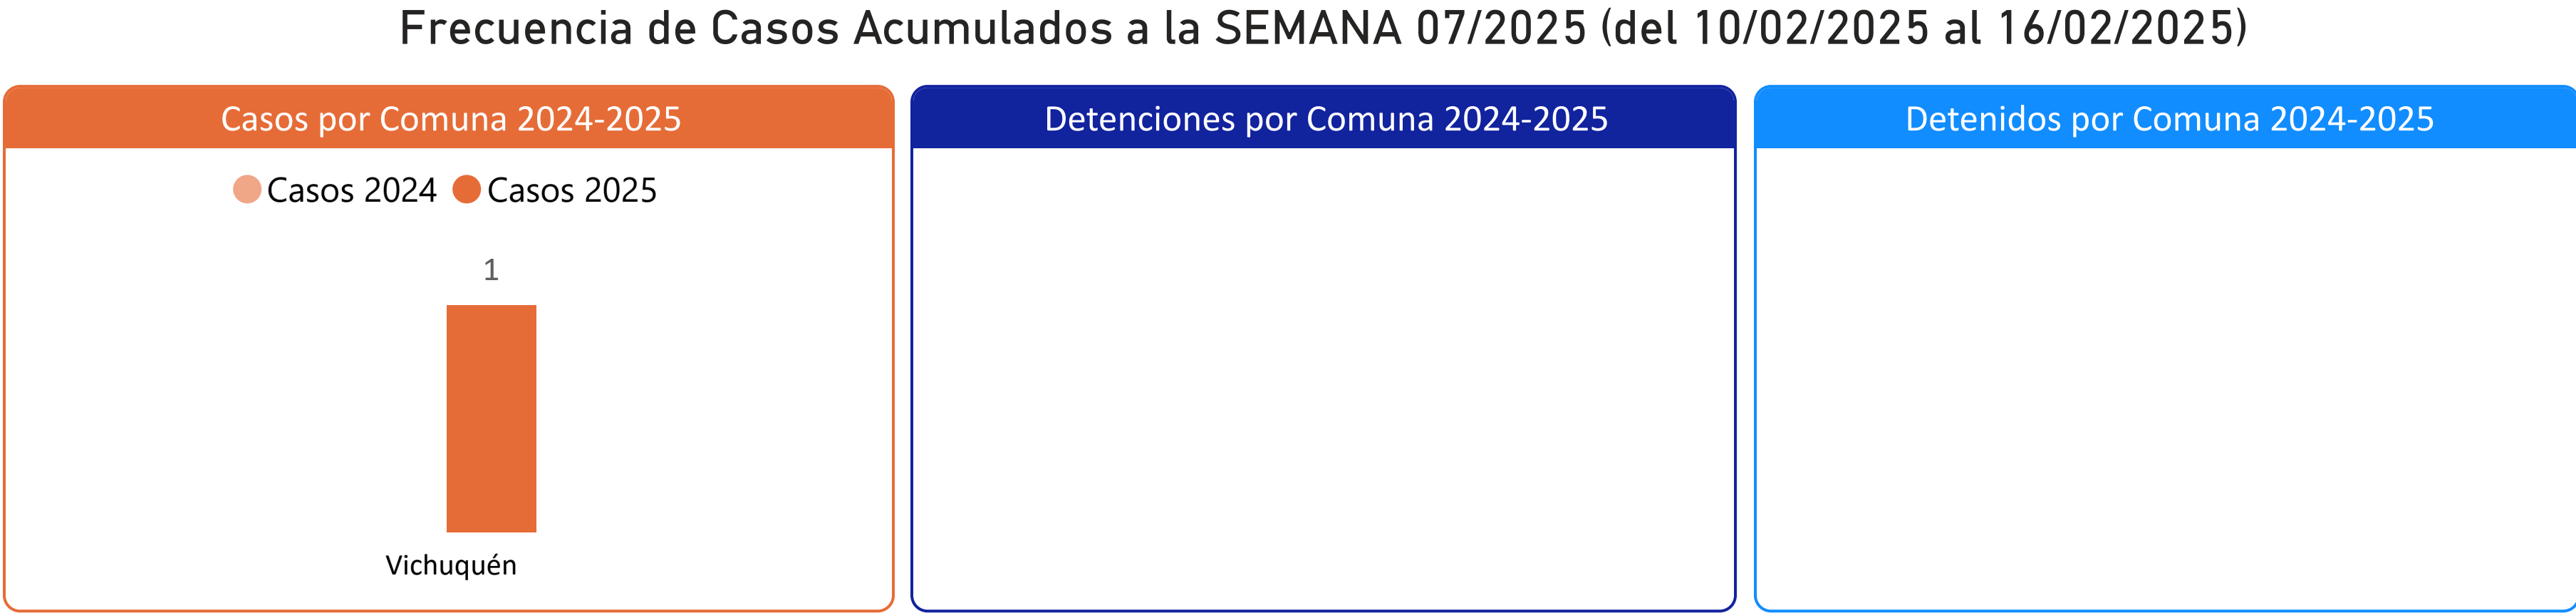 Frecuencia de Casos Acumulados a la SEMANA 07/2025 (del 10/02/2025 al 16/02/2025)
Casos por Comuna 2024-2025
Casos 2024 Casos 2025
1
Vichuquén
Detenciones por Comuna 2024-2025
Detenidos por Comuna 2024-2025